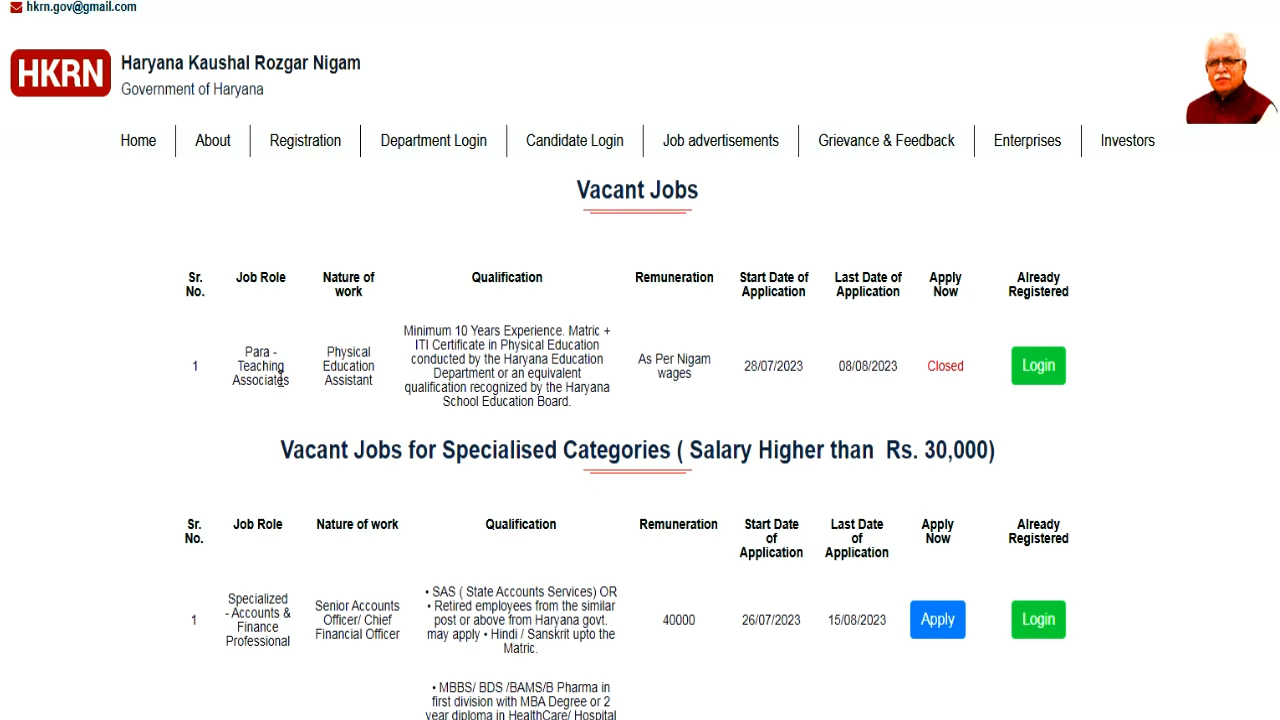 hkrn.gov@gmail.com
HKRN
Haryana Kaushal Rozgar Nigam
Government of Haryana
Home About Registration Department Login Candidate Login Job advertisements Grievance & Feedback Enterprises Investors
Vacant Jobs
Sr. No. Job Role Nature of work Qualification Remuneration Start Date of Application Last Date of Application Apply Now Already Registered
1
Para -
Teaching
Associates
Physical
Education
Assistant
Minimum 10 Years Experience. Matric +
ITI Certificate in Physical Education
conducted by the Haryana Education
Department or an equivalent
qualification recognized by the Haryana
School Education Board.
As Per Nigam
wages
28/07/2023
08/08/2023
Closed
Login
Vacant Jobs for Specialised Categories ( Salary Higher than Rs. 30,000)
Sr. No. Job Role Nature of work Qualification Remuneration Start Date of Application Last Date of Application Apply Now Already Registered
1
Specialized
- Accounts &
Finance
Professional
Senior Accounts
Officer/ Chief
Financial Officer
• SAS ( State Accounts Services) OR
• Retired employees from the similar
post or above from Haryana govt.
may apply • Hindi / Sanskrit upto the
Matric.
40000
26/07/2023
15/08/2023
Apply
Login
• MBBS/ BDS /BAMS/B Pharma in
first division with MBA Degree or 2
year diploma in HealthCare/ Hospital